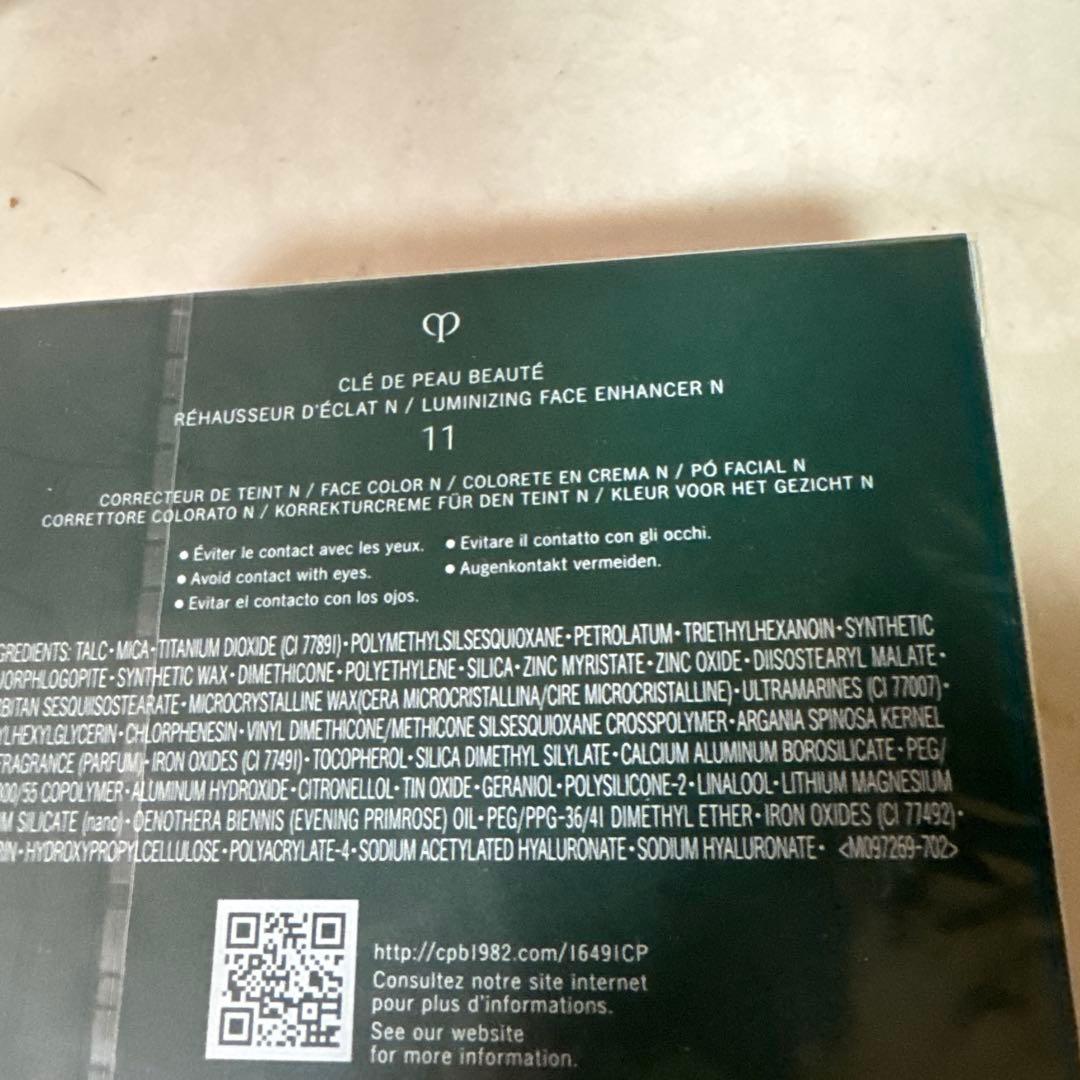 CLÉ DE PEAU BEAUTÉ
RÉHAUSSEUR D'ÉCLAT N / LUMINIZING FACE ENHANCER N
11
CORRECTEUR DE TEINT N / FACE COLOR N / COLORETE EN CREMA N / PÓ FACIAL N
CORRETTORE COLORATO N / KORREKTURCREME FÜR DEN TEINT N / KLEUR VOOR HET GEZICHT N
● Éviter le contact avec les yeux. ● Evitare il contatto con gli occhi.
● Avoid contact with eyes. ● Augenkontakt vermeiden.
● Evitar el contacto con los ojos.
GREDIENTS: TALC・MICA・TITANIUM DIOXIDE (CI 77891)・POLYMETHYLSILSESQUIOXANE・PETROLATUM・TRIETHYLHEXANOIN・SYNTHETIC
UORPHLOGOPITE・SYNTHETIC WAX・DIMETHICONE・POLYETHYLENE・SILICA・ZINC MYRISTATE・ZINC OXIDE・DIISOSTEARYL MALATE・
RBITAN SESQUIISOSTEARATE・MICROCRYSTALLINE WAX(CERA MICROCRISTALLINA/CIRE MICROCRISTALLINE)・ULTRAMARINES (CI 77007)・
YLHEXYLGLYCERIN・CHLORPHENESIN・VINYL DIMETHICONE/METHICONE SILSESQUIOXANE CROSSPOLYMER・ARGANIA SPINOSA KERNEL
FRAGRANCE (PARFUM)・IRON OXIDES (CI 77491)・TOCOPHEROL・SILICA DIMETHYL SILYLATE・CALCIUM ALUMINUM BOROSILICATE・PEG/
300/55 COPOLYMER・ALUMINUM HYDROXIDE・CITRONELLOL・TIN OXIDE・GERANIOL・POLYSILICONE-2・LINALOOL・LITHIUM MAGNESIUM
M SILICATE (nano)・OENOTHERA BIENNIS (EVENING PRIMROSE) OIL・PEG/PPG-36/41 DIMETHYL ETHER・IRON OXIDES (CI 77492)・
RIN・HYDROXYPROPYLCELLULOSE・POLYACRYLATE-4・SODIUM ACETYLATED HYALURONATE・SODIUM HYALURONATE・ <M097269-702>
http://cpb1982.com/16491CP
Consultez notre site internet
pour plus d'informations.
See our website
for more information.